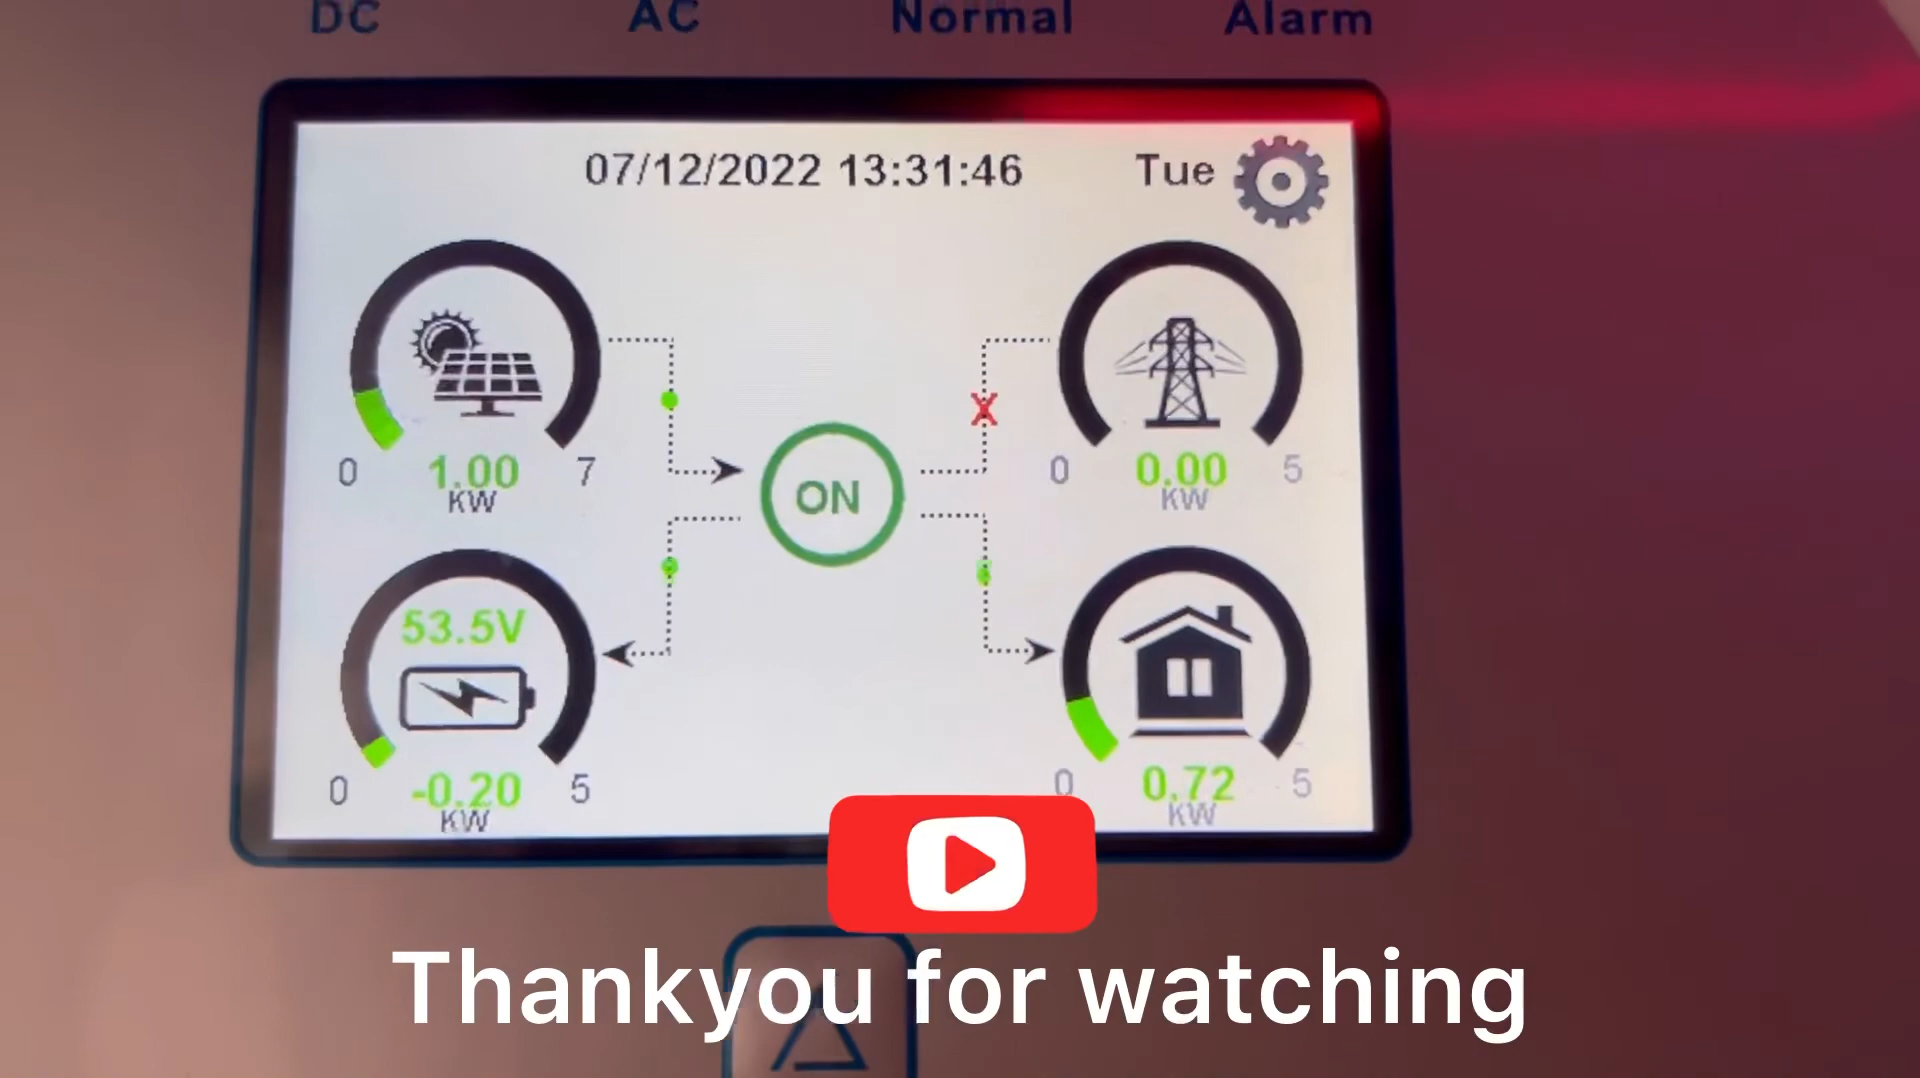 DC AC Normal Alarm
07/12/2022 13:31:46 Tue
0 1.00 7
KW
0 0.00 5
KW
ON
53.5V
0 -0.20 5
KW
0 0.72 5
KW
Thankyou for watching